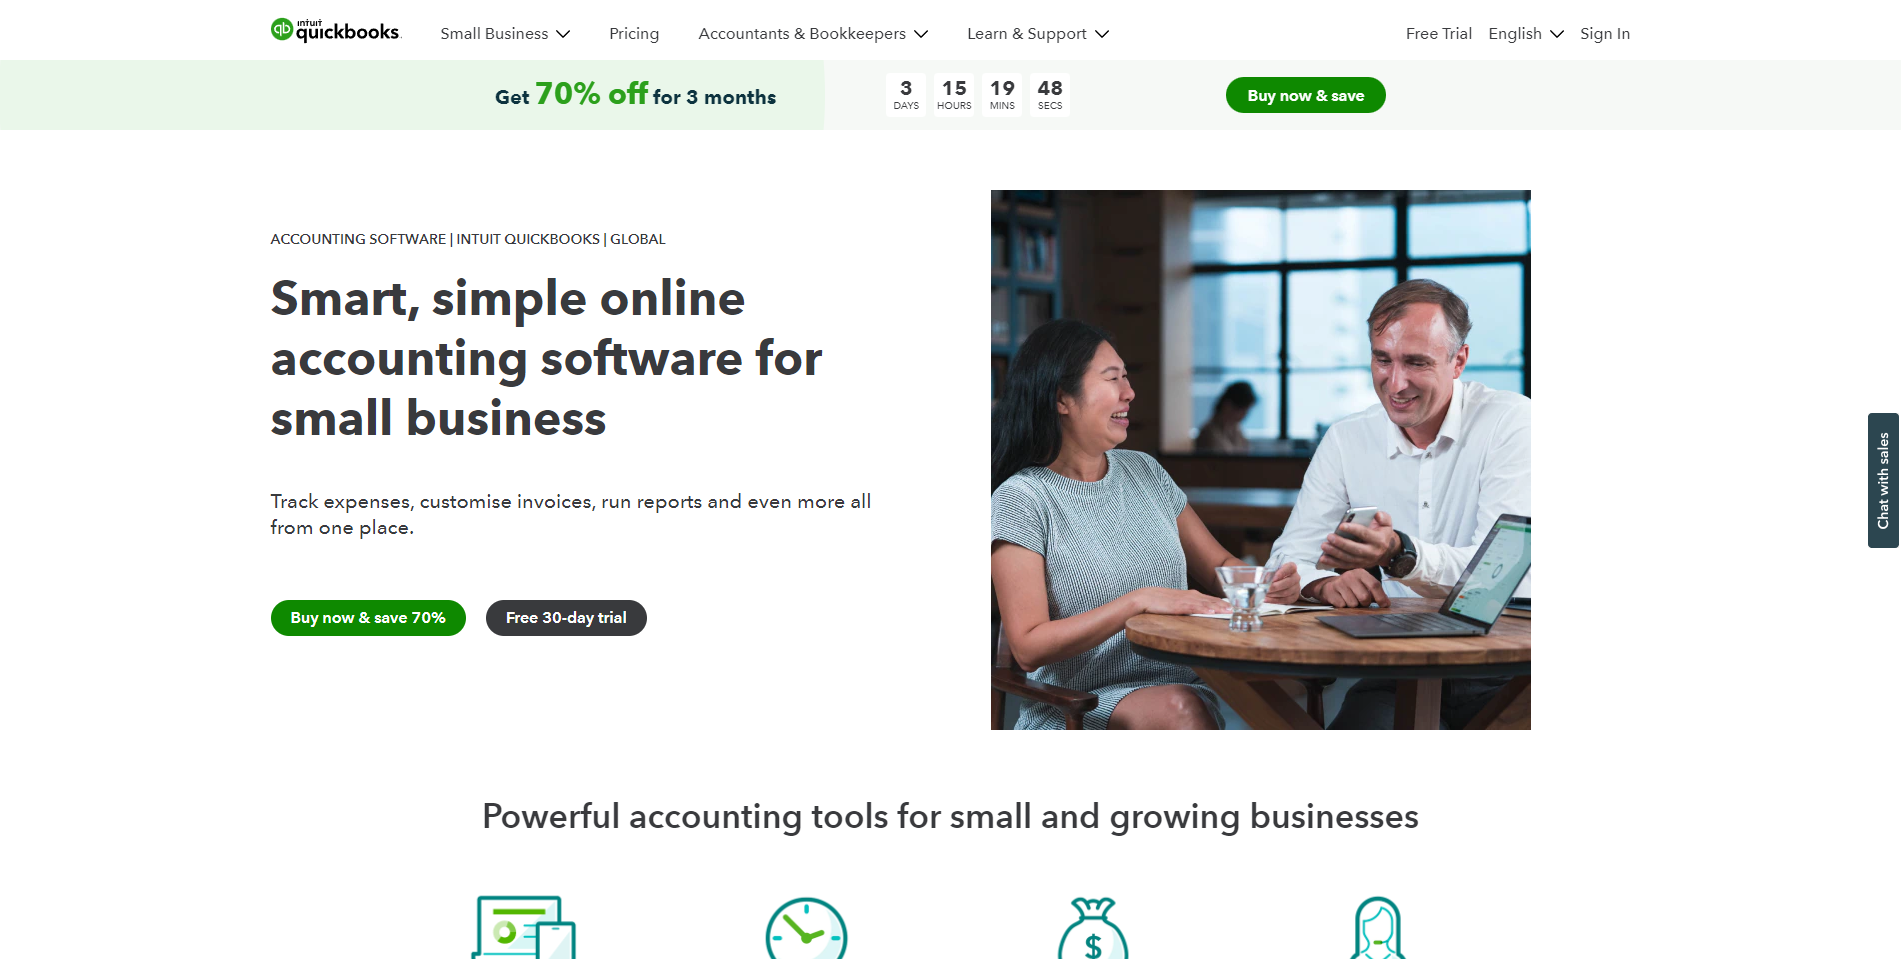 intuit
quickbooks
Small Business
Pricing
Accountants & Bookkeepers
Learn & Support
Free Trial
English
Sign In
Get 70% off for 3 months
3 15 19 48
DAYS HOURS MINS SECS
Buy now & save
ACCOUNTING SOFTWARE | INTUIT QUICKBOOKS | GLOBAL
Smart, simple online
accounting software for
small business
Track expenses, customise invoices, run reports and even more all
from one place.
Buy now & save 70%
Free 30-day trial
Chat with sales
Powerful accounting tools for small and growing businesses
$